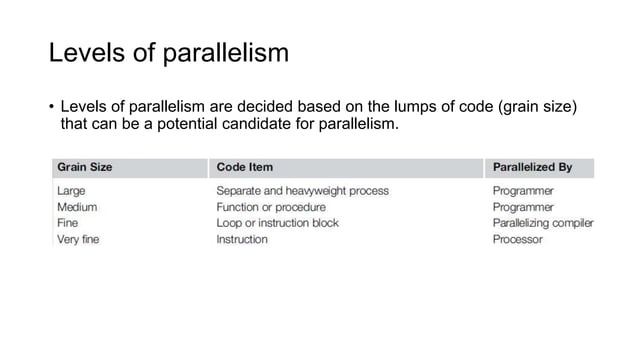 Levels of parallelism
• Levels of parallelism are decided based on the lumps of code (grain size)
that can be a potential candidate for parallelism.
Grain Size Code Item Parallelized By
Large Separate and heavyweight process Programmer
Medium Function or procedure Programmer
Fine Loop or instruction block Parallelizing compiler
Very fine Instruction Processor